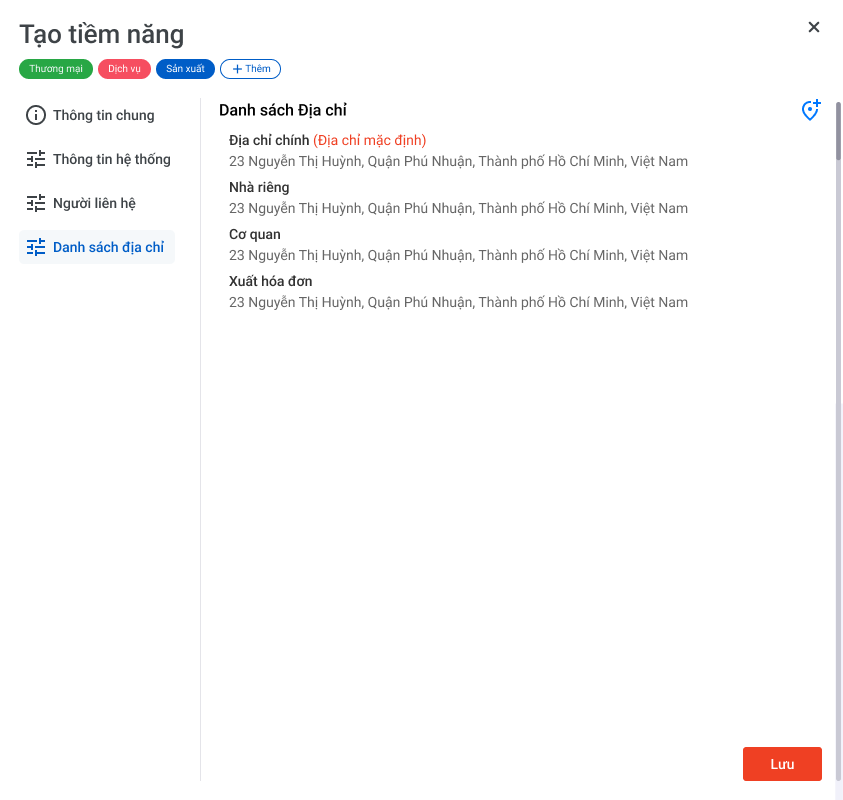 Tạo tiềm năng
Thương mại Dịch vụ Sản xuất + Thêm
Thông tin chung
Thông tin hệ thống
Người liên hệ
Danh sách địa chỉ
Danh sách Địa chỉ
Địa chỉ chính (Địa chỉ mặc định)
23 Nguyễn Thị Huỳnh, Quận Phú Nhuận, Thành phố Hồ Chí Minh, Việt Nam
Nhà riêng
23 Nguyễn Thị Huỳnh, Quận Phú Nhuận, Thành phố Hồ Chí Minh, Việt Nam
Cơ quan
23 Nguyễn Thị Huỳnh, Quận Phú Nhuận, Thành phố Hồ Chí Minh, Việt Nam
Xuất hóa đơn
23 Nguyễn Thị Huỳnh, Quận Phú Nhuận, Thành phố Hồ Chí Minh, Việt Nam
Lưu